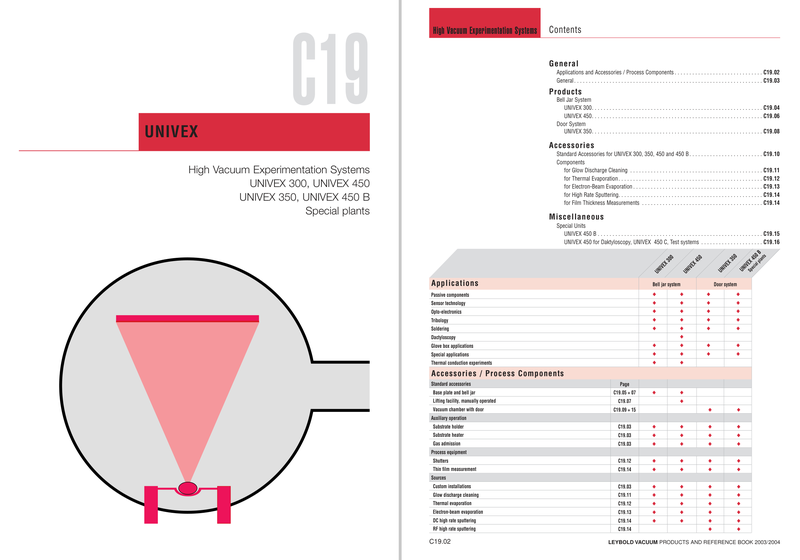 C19
UNIVEX
High Vacuum Experimentation Systems
UNIVEX 300, UNIVEX 450
UNIVEX 350, UNIVEX 450 B
Special plants
High Vacuum Experimentation Systems Contents
General
Applications and Accessories / Process Components C19.02
General C19.03
Products
Bell Jar System
UNIVEX 300 C19.04
UNIVEX 450 C19.06
Door System
UNIVEX 350 C19.08
Accessories
Standard Accessories for UNIVEX 300, 350, 450 and 450 B C19.10
Components
for Glow Discharge Cleaning C19.11
for Thermal Evaporation C19.12
for Electron-Beam Evaporation C19.13
for High Rate Sputtering C19.14
for Film Thickness Measurements C19.14
Miscellaneous
Special Units
UNIVEX 450 B C19.15
UNIVEX 450 for Daktyloscopy, UNIVEX 450 C, Test systems C19.16
UNIVEX 300 UNIVEX 450 UNIVEX 350 UNIVEX 450 B
Special plants
Applications Bell jar system Door system
Passive components ♦ ♦ ♦ ♦
Sensor technology ♦ ♦ ♦ ♦
Opto-electronics ♦ ♦ ♦ ♦
Tribology ♦ ♦ ♦ ♦
Soldering ♦ ♦ ♦ ♦
Dactyloscopy ♦
Glove box applications ♦ ♦ ♦ ♦
Special applications ♦ ♦ ♦ ♦
Thermal conduction experiments ♦ ♦
Accessories / Process Components
Standard accessories Page
Base plate and bell jar C19.05 + 07 ♦ ♦
Lifting facility, manually operated C19.07 ♦
Vacuum chamber with door C19.09 + 15 ♦ ♦
Auxiliary operation
Substrate holder C19.03 ♦ ♦ ♦ ♦
Substrate heater C19.03 ♦ ♦ ♦ ♦
Gas admission C19.03 ♦ ♦ ♦ ♦
Process equipment
Shutters C19.12 ♦ ♦ ♦ ♦
Thin film measurement C19.14 ♦ ♦ ♦ ♦
Sources
Custom installations C19.03 ♦ ♦ ♦ ♦
Glow discharge cleaning C19.11 ♦ ♦ ♦ ♦
Thermal evaporation C19.12 ♦ ♦ ♦ ♦
Electron-beam evaporation C19.13 ♦ ♦ ♦ ♦
DC high rate sputtering C19.14 ♦ ♦ ♦ ♦
RF high rate sputtering C19.14 ♦ ♦
C19.02 LEYBOLD VACUUM PRODUCTS AND REFERENCE BOOK 2003/2004